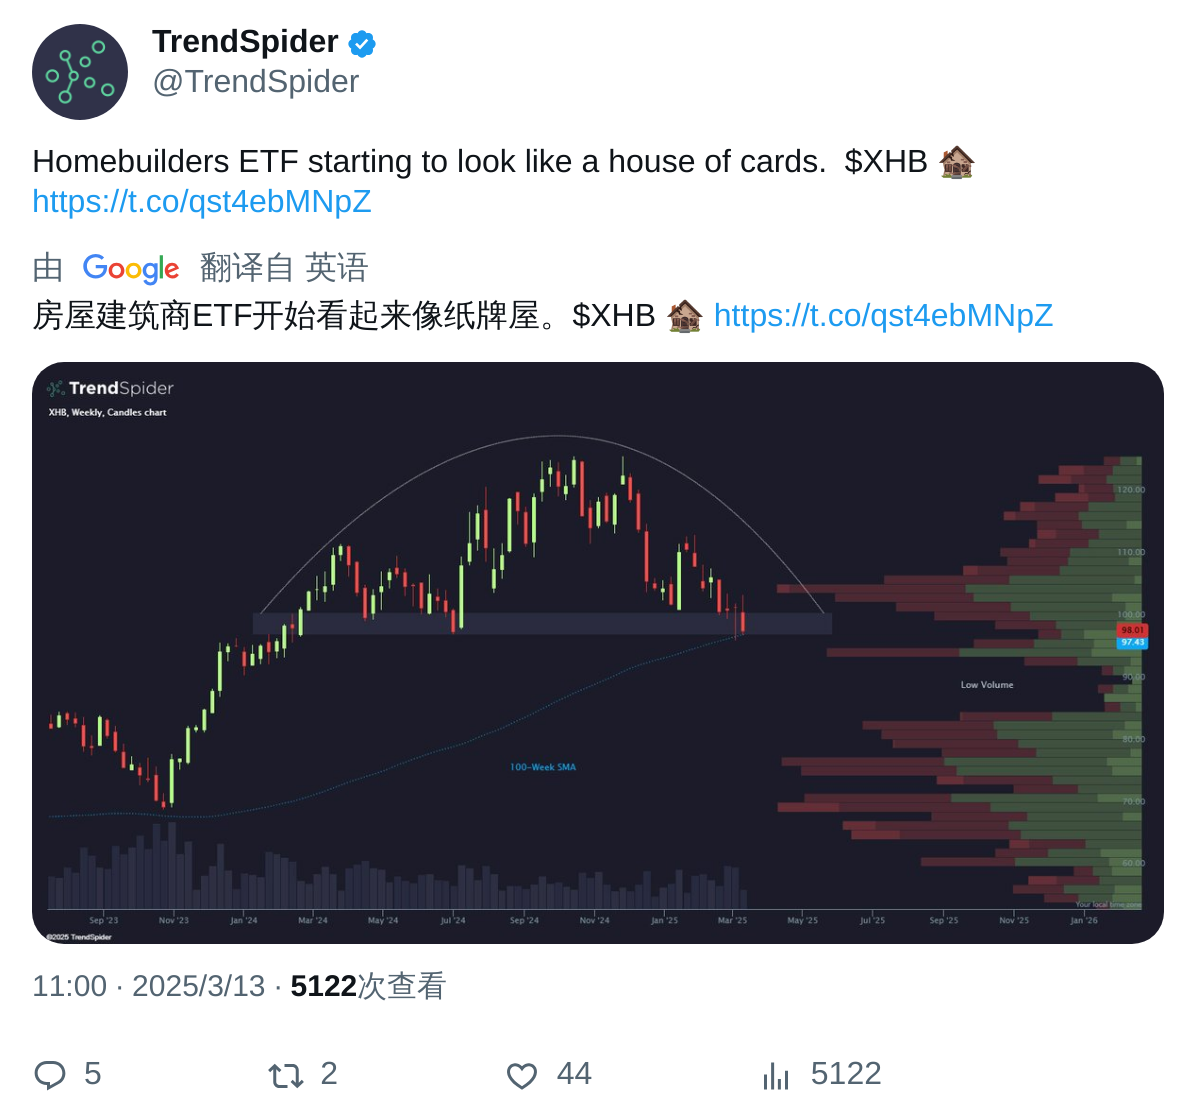 TrendSpider
@TrendSpider
Homebuilders ETF starting to look like a house of cards.  $XHB
https://t.co/qst4ebMNpZ
由 Google 翻译自 英语
房屋建筑商ETF开始看起来像纸牌屋。$XHB https://t.co/qst4ebMNpZ
TrendSpider
XHB, Weekly, Candles chart
120.00
110.00
100.00
98.01
97.43
90.00
Low Volume
80.00
100-Week SMA
70.00
60.00
Your local time zone
Sep '23 Nov '23 Jan '24 Mar '24 May '24 Jul '24 Sep '24 Nov '24 Jan '25 Mar '25 May '25 Jul '25 Sep '25 Nov '25 Jan '26
©2025 TrendSpider
11:00 · 2025/3/13 · 5122次查看
5 2 44 5122